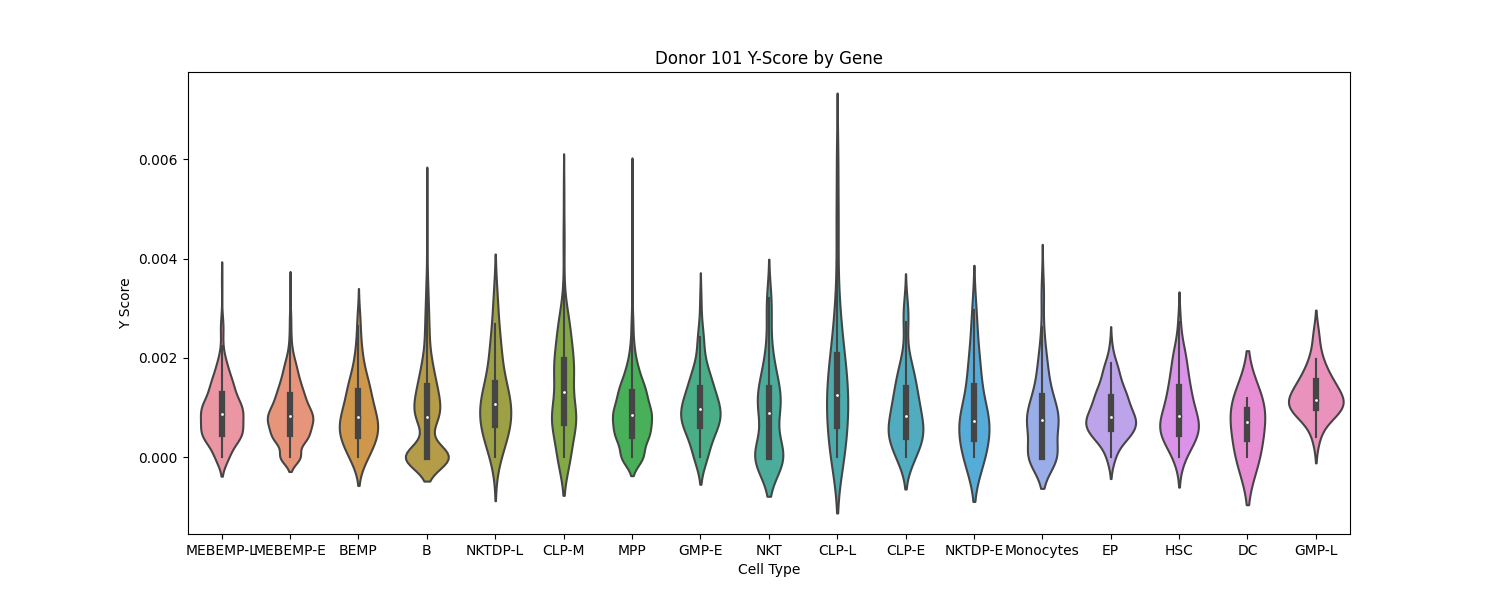 Donor 101 Y-Score by Gene
0.006
0.004
0.002
0.000
Y Score
MEBEMP-L MEBEMP-E BEMP B NKTDP-L CLP-M MPP GMP-E NKT CLP-L CLP-E NKTDP-E Monocytes EP HSC DC GMP-L
Cell Type